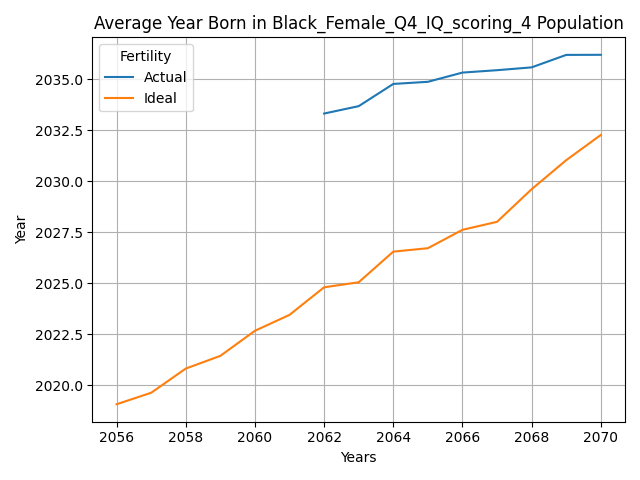 Average Year Born in Black_Female_Q4_IQ_scoring_4 Population
Fertility
Actual
Ideal
2035.0
2032.5
2030.0
2027.5
2025.0
2022.5
2020.0
Year
2056 2058 2060 2062 2064 2066 2068 2070
Years